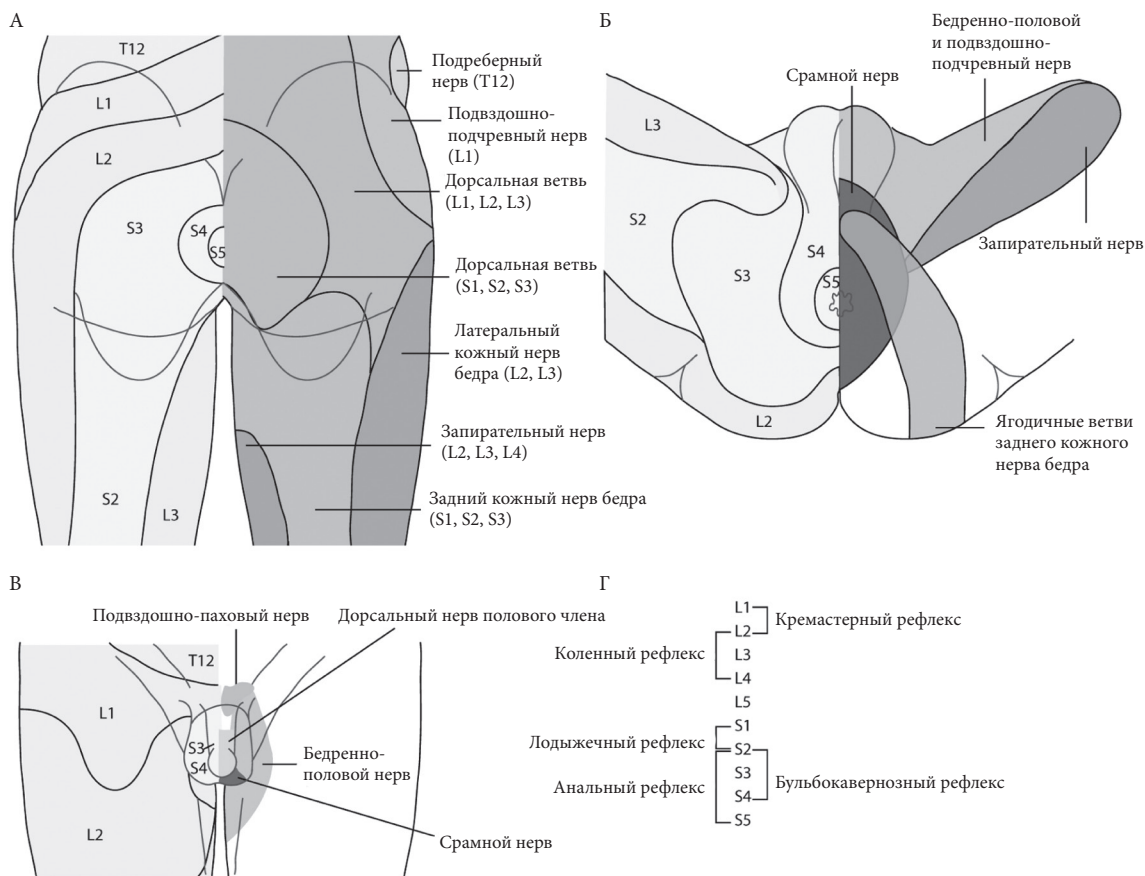 А
T12
L1
L2
S3
S4
S5
S2
L3
Подреберный
нерв (T12)
Подвздошно-
подчревный нерв
(L1)
Дорсальная ветвь
(L1, L2, L3)
Дорсальная ветвь
(S1, S2, S3)
Латеральный
кожный нерв
бедра (L2, L3)
Запирательный нерв
(L2, L3, L4)
Задний кожный нерв бедра
(S1, S2, S3)
Б
Бедренно-половой
и подвздошно-
подчревный нерв
Срамной нерв
L3
S2
S3
S4
S5
L2
Запирательный нерв
Ягодичные ветви
заднего кожного
нерва бедра
В
Подвздошно-паховый нерв
Дорсальный нерв полового члена
T12
L1
S3
S4
L2
Бедренно-
половой нерв
Срамной нерв
Г
L1
L2
L3
L4
L5
S1
S2
S3
S4
S5
Кремастерный рефлекс
Коленный рефлекс
Лодыжечный рефлекс
Анальный рефлекс
Бульбокавернозный рефлекс